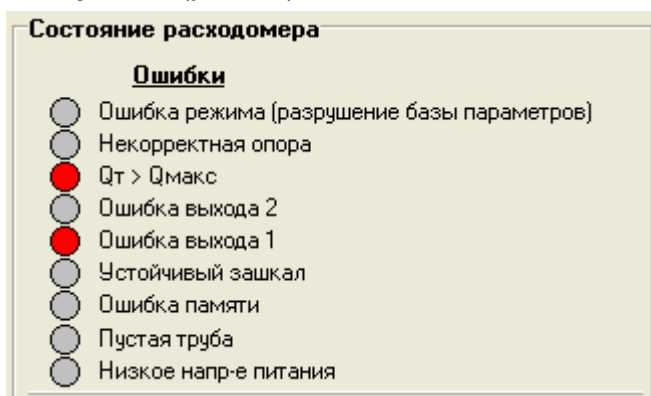 Состояние расходомера
Ошибки
Ошибка режима (разрушение базы параметров)
Некорректная опора
Qт > Qмакс
Ошибка выхода 2
Ошибка выхода 1
Устойчивый зашкал
Ошибка памяти
Пустая труба
Низкое напр-е питания